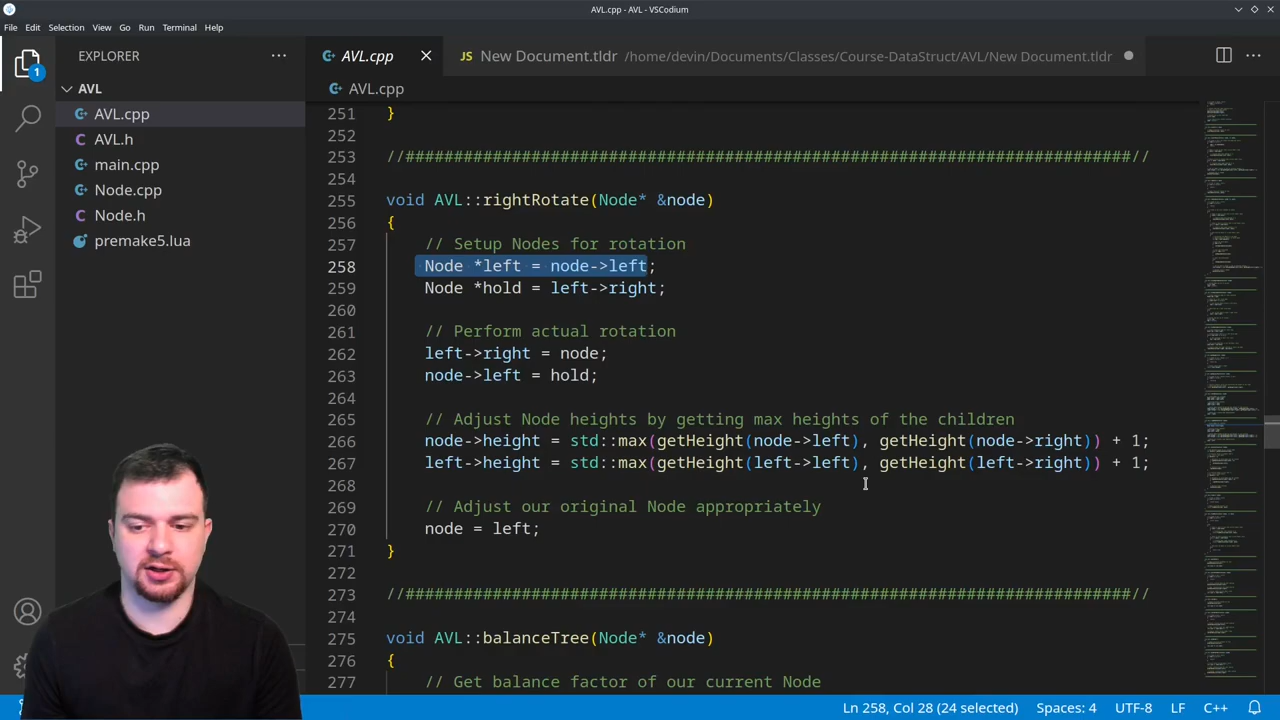 AVL.cpp - AVL - VSCodium
File Edit Selection View Go Run Terminal Help
1
EXPLORER
AVL
AVL.cpp
AVL.h
main.cpp
Node.cpp
Node.h
premake5.lua
AVL.cpp
JS New Document.tldr /home/devin/Documents/Classes/Course-DataStruct/AVL/New Document.tldr
AVL.cpp
251 }
252
253 //###########################################################################//
254
255 void AVL::rightRotate(Node* &node)
256 {
257 // Setup Nodes for rotation
258 Node *left = node->left;
259 Node *hold = left->right;
260
261 // Perform actual rotation
262 left->right = node;
263 node->left = hold;
264
265 // Adjust node heights by getting max heights of the children
266 node->height = std::max(getHeight(node->left), getHeight(node->right)) + 1;
267 left->height = std::max(getHeight(left->left), getHeight(left->right)) + 1;
268
269 // Adjust our original Node appropriately
270 node = left;
271 }
272
273 //###########################################################################//
274
275 void AVL::balanceTree(Node* &node)
276 {
277 // Get balance factor of our current node
Ln 258, Col 28 (24 selected) Spaces: 4 UTF-8 LF C++